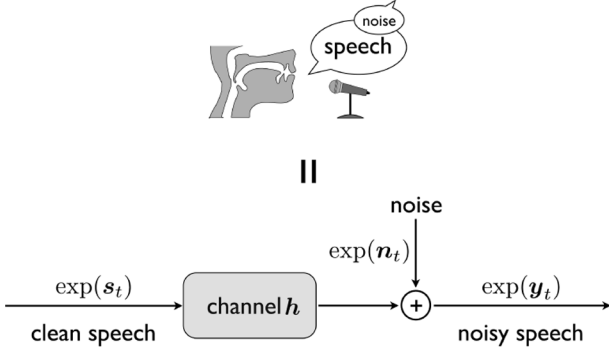 noise
speech
=
noise
exp(n_t)
exp(s_t)
channel h
+
exp(y_t)
clean speech
noisy speech